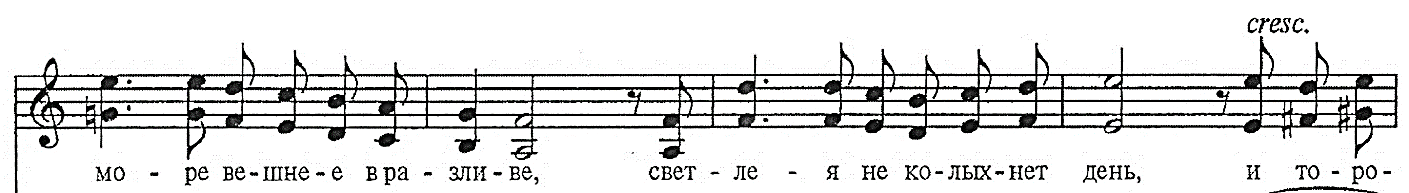 cresc.
мо - ре ве-шне-е в ра - зли-ве, свет - ле - я не ко-лых-нет день, и то-ро-